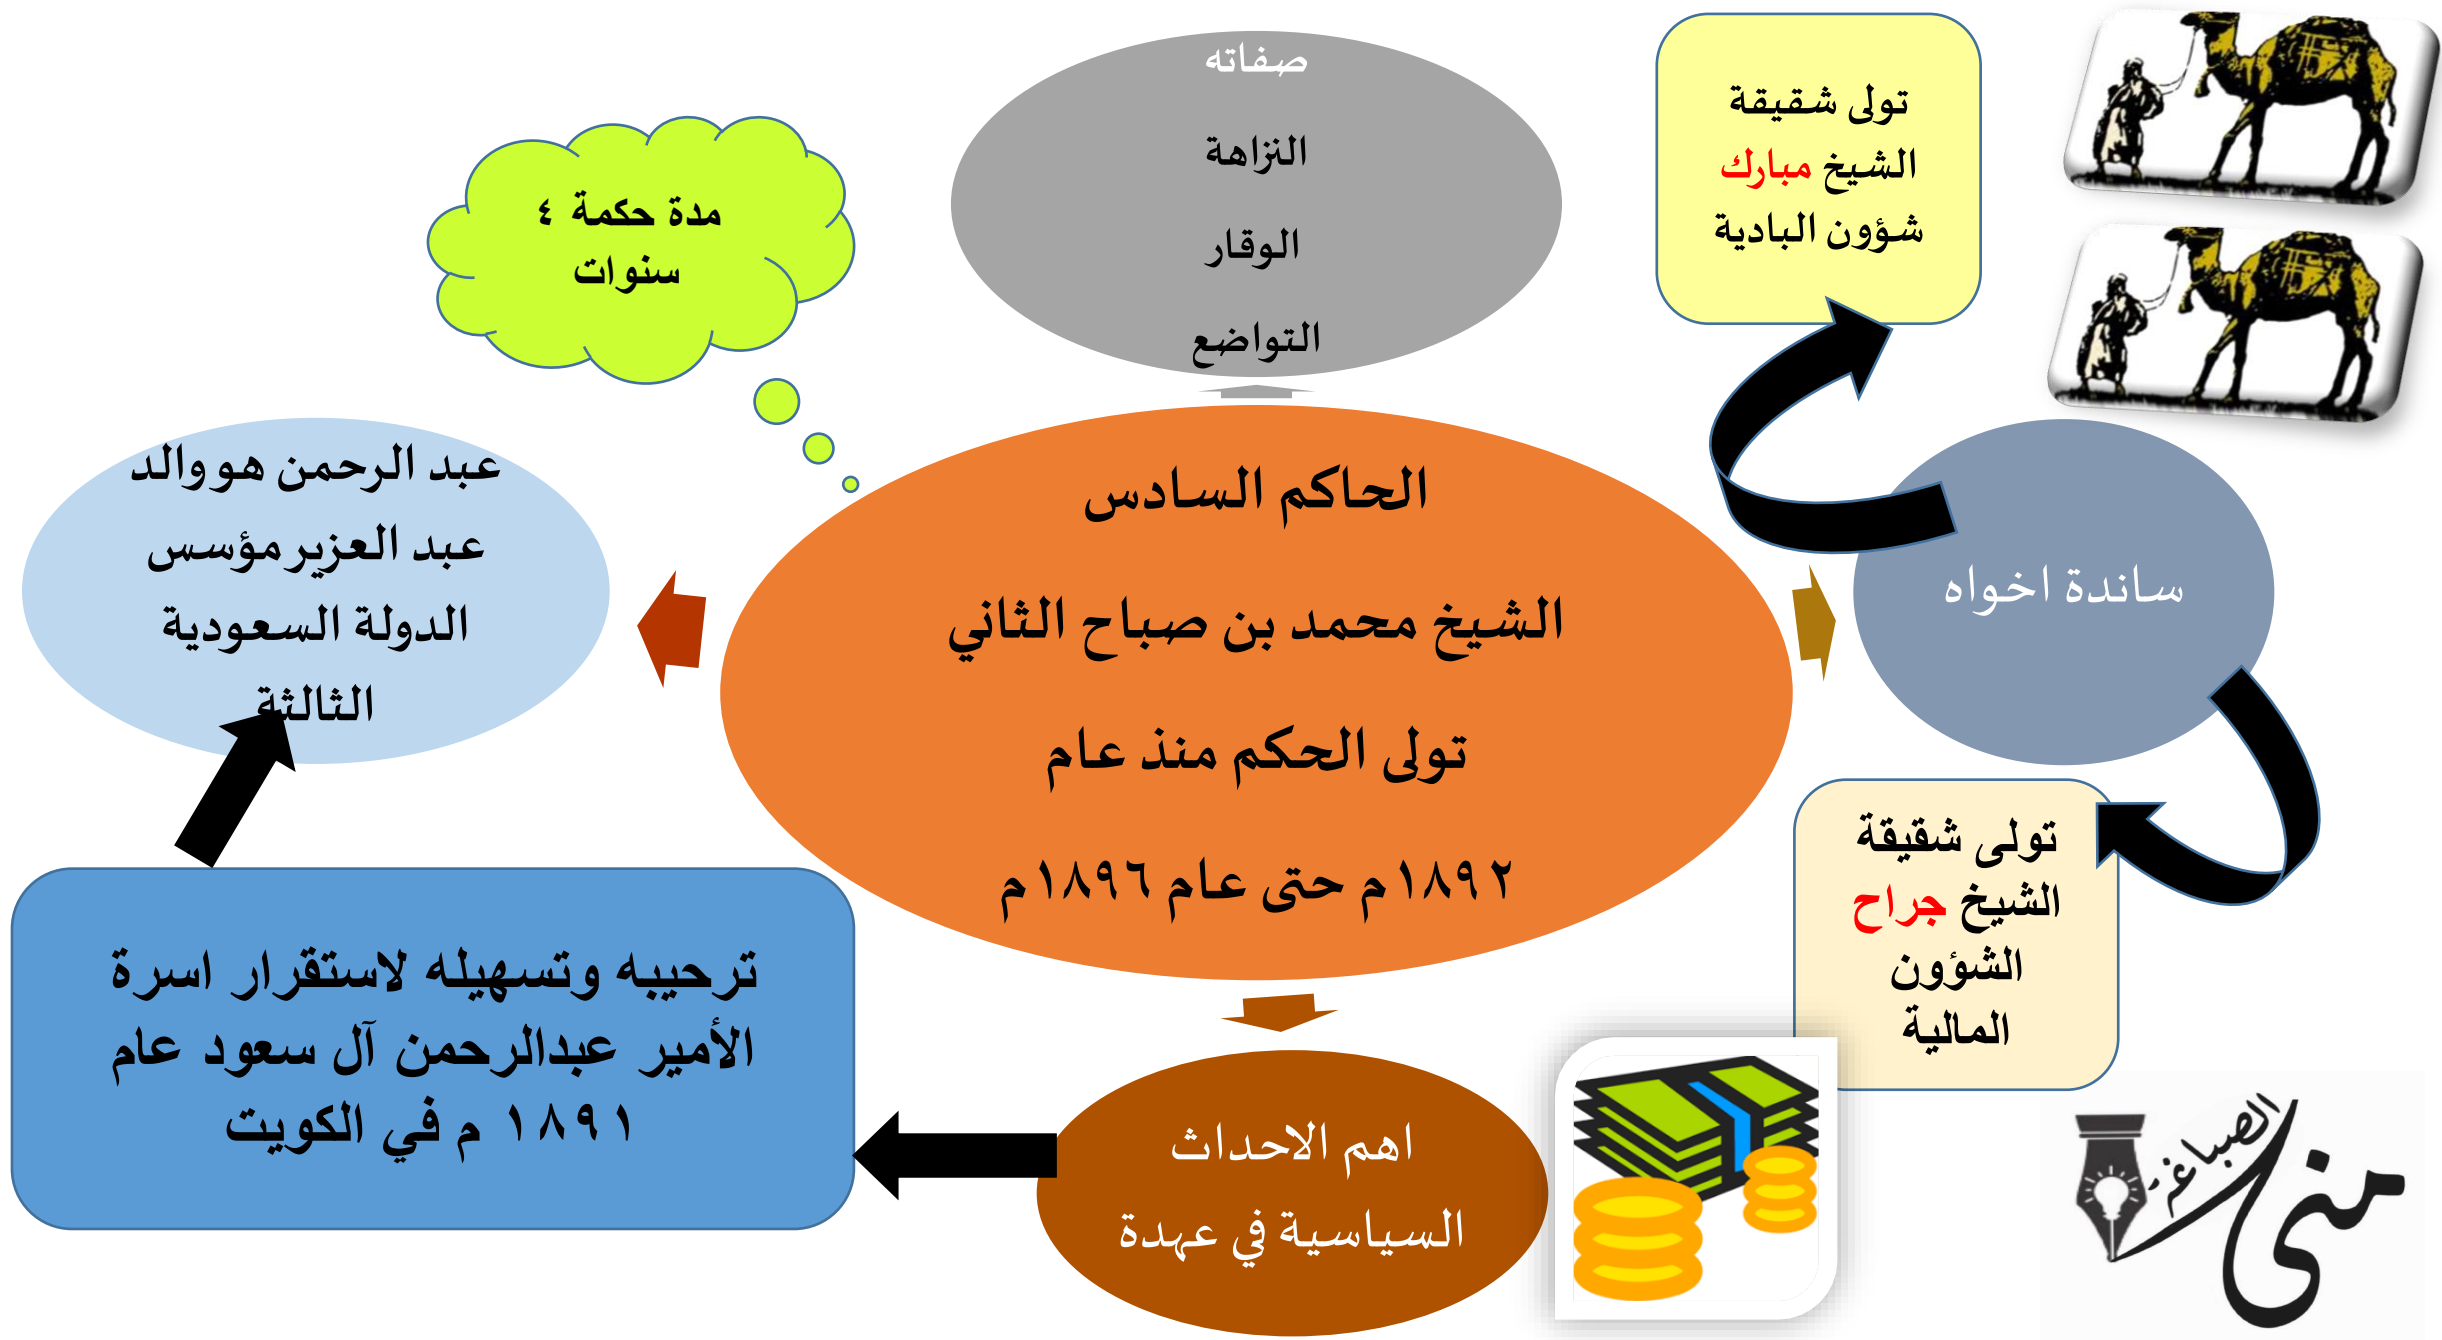 صفاته
النزاهة
الوقار
التواضع
تولى شقيقة
الشيخ مبارك
شؤون البادية
مدة حكمة ٤
سنوات
الحاكم السادس
الشيخ محمد بن صباح الثاني
تولى الحكم منذ عام
١٨٩٢م حتى عام ١٨٩٦م
ساندة اخواه
تولى شقيقة
الشيخ جراح
الشؤون
المالية
اهم الاحداث
السياسية في عهدة
ترحيبه وتسهيله لاستقرار اسرة
الأمير عبدالرحمن آل سعود عام
١٨٩١ م في الكويت
عبد الرحمن هو والد
عبد العزير مؤسس
الدولة السعودية
الثالثة
منى
الصباغة